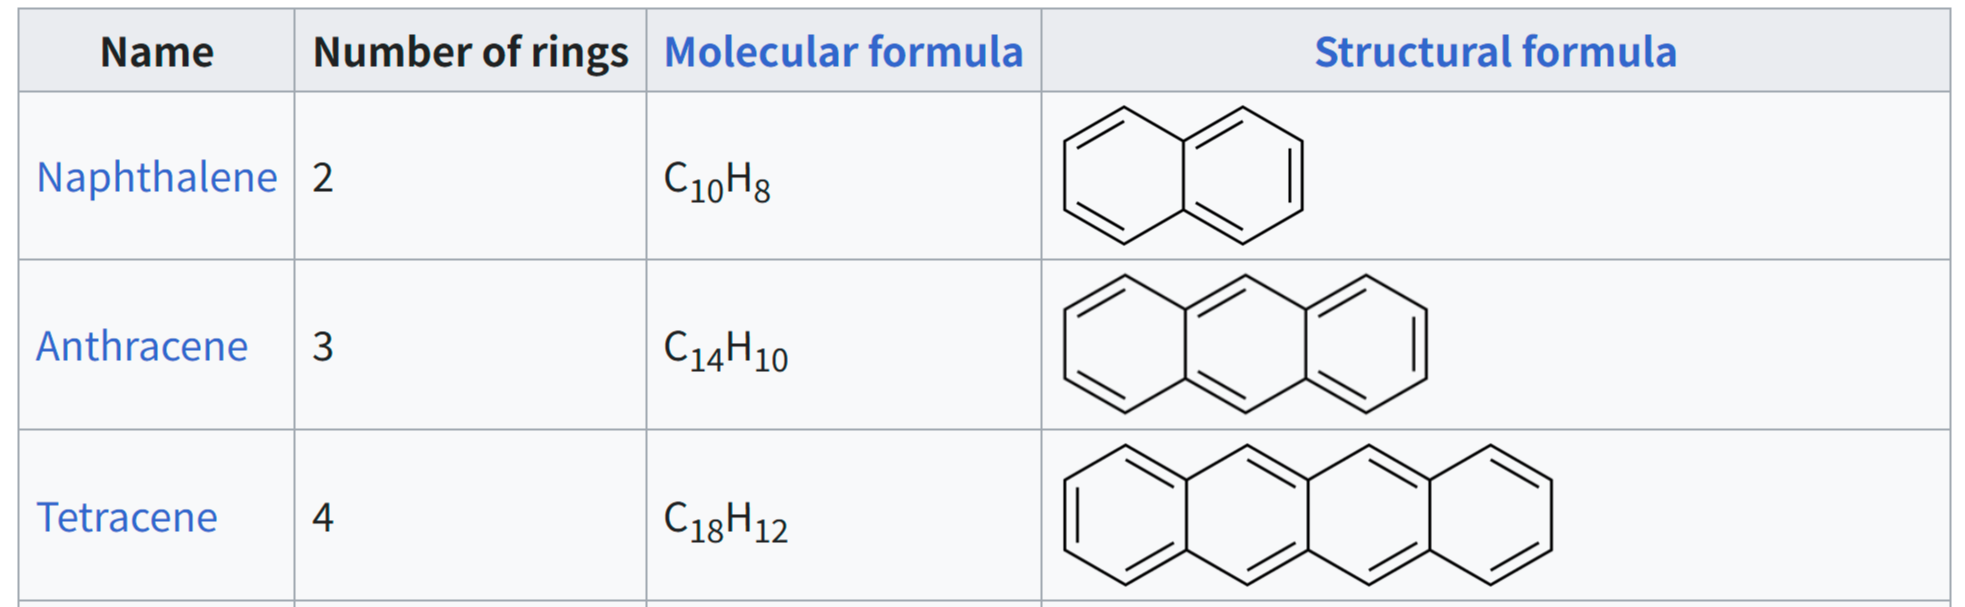 Name Number of rings Molecular formula Structural formula
Naphthalene 2 C₁₀H₈
Anthracene 3 C₁₄H₁₀
Tetracene 4 C₁₈H₁₂